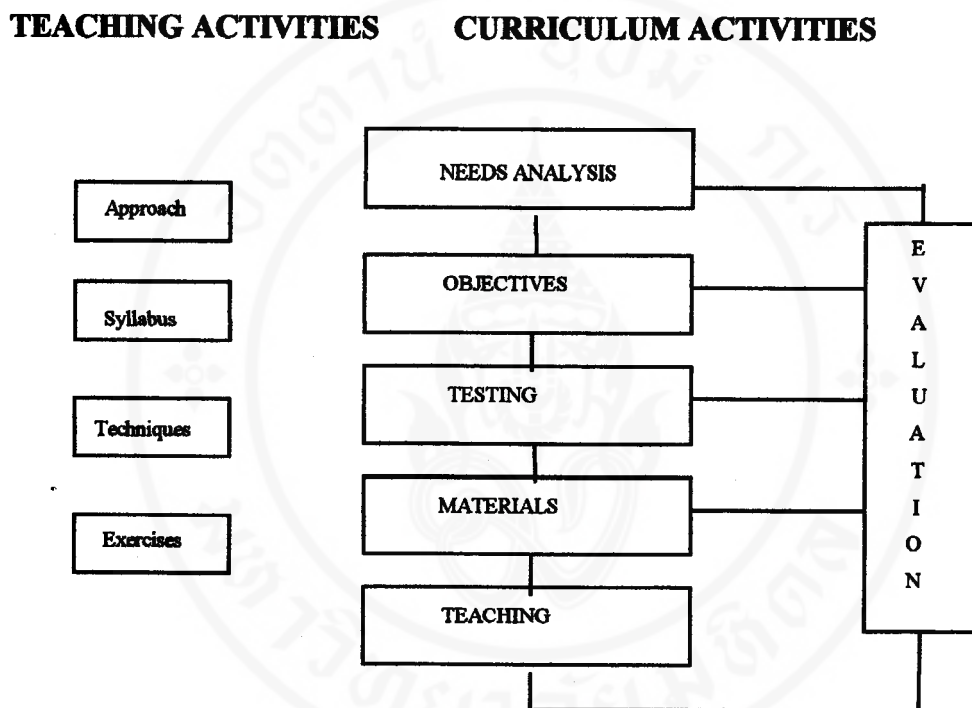 TEACHING ACTIVITIES CURRICULUM ACTIVITIES
NEEDS ANALYSIS
Approach
OBJECTIVES
Syllabus
TESTING
Techniques
MATERIALS
Exercises
TEACHING
E
V
A
L
U
A
T
I
O
N